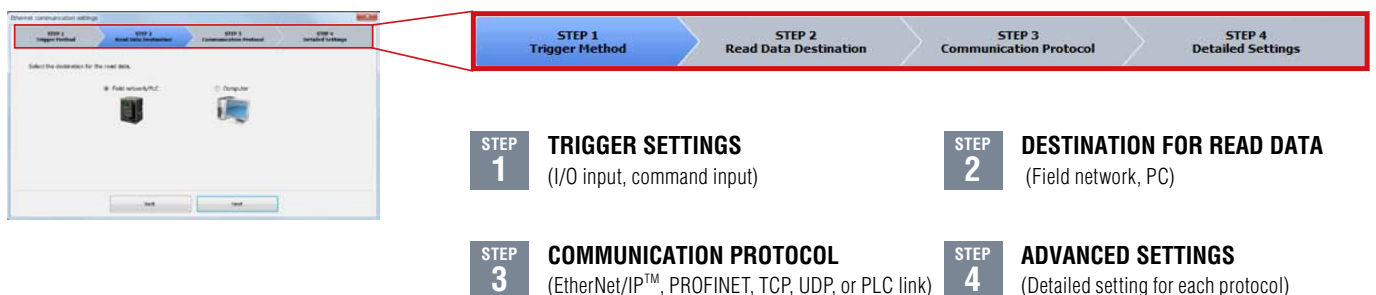 Ethernet communication settings
STEP 1
Trigger Method
STEP 2
Read Data Destination
STEP 3
Communication Protocol
STEP 4
Detailed Settings
Select the destination for the read data.
Field network/PLC
Computer
Back
Next
STEP 1
Trigger Method
STEP 2
Read Data Destination
STEP 3
Communication Protocol
STEP 4
Detailed Settings
STEP
1
TRIGGER SETTINGS
(I/O input, command input)
STEP
2
DESTINATION FOR READ DATA
(Field network, PC)
STEP
3
COMMUNICATION PROTOCOL
(EtherNet/IP™, PROFINET, TCP, UDP, or PLC link)
STEP
4
ADVANCED SETTINGS
(Detailed setting for each protocol)